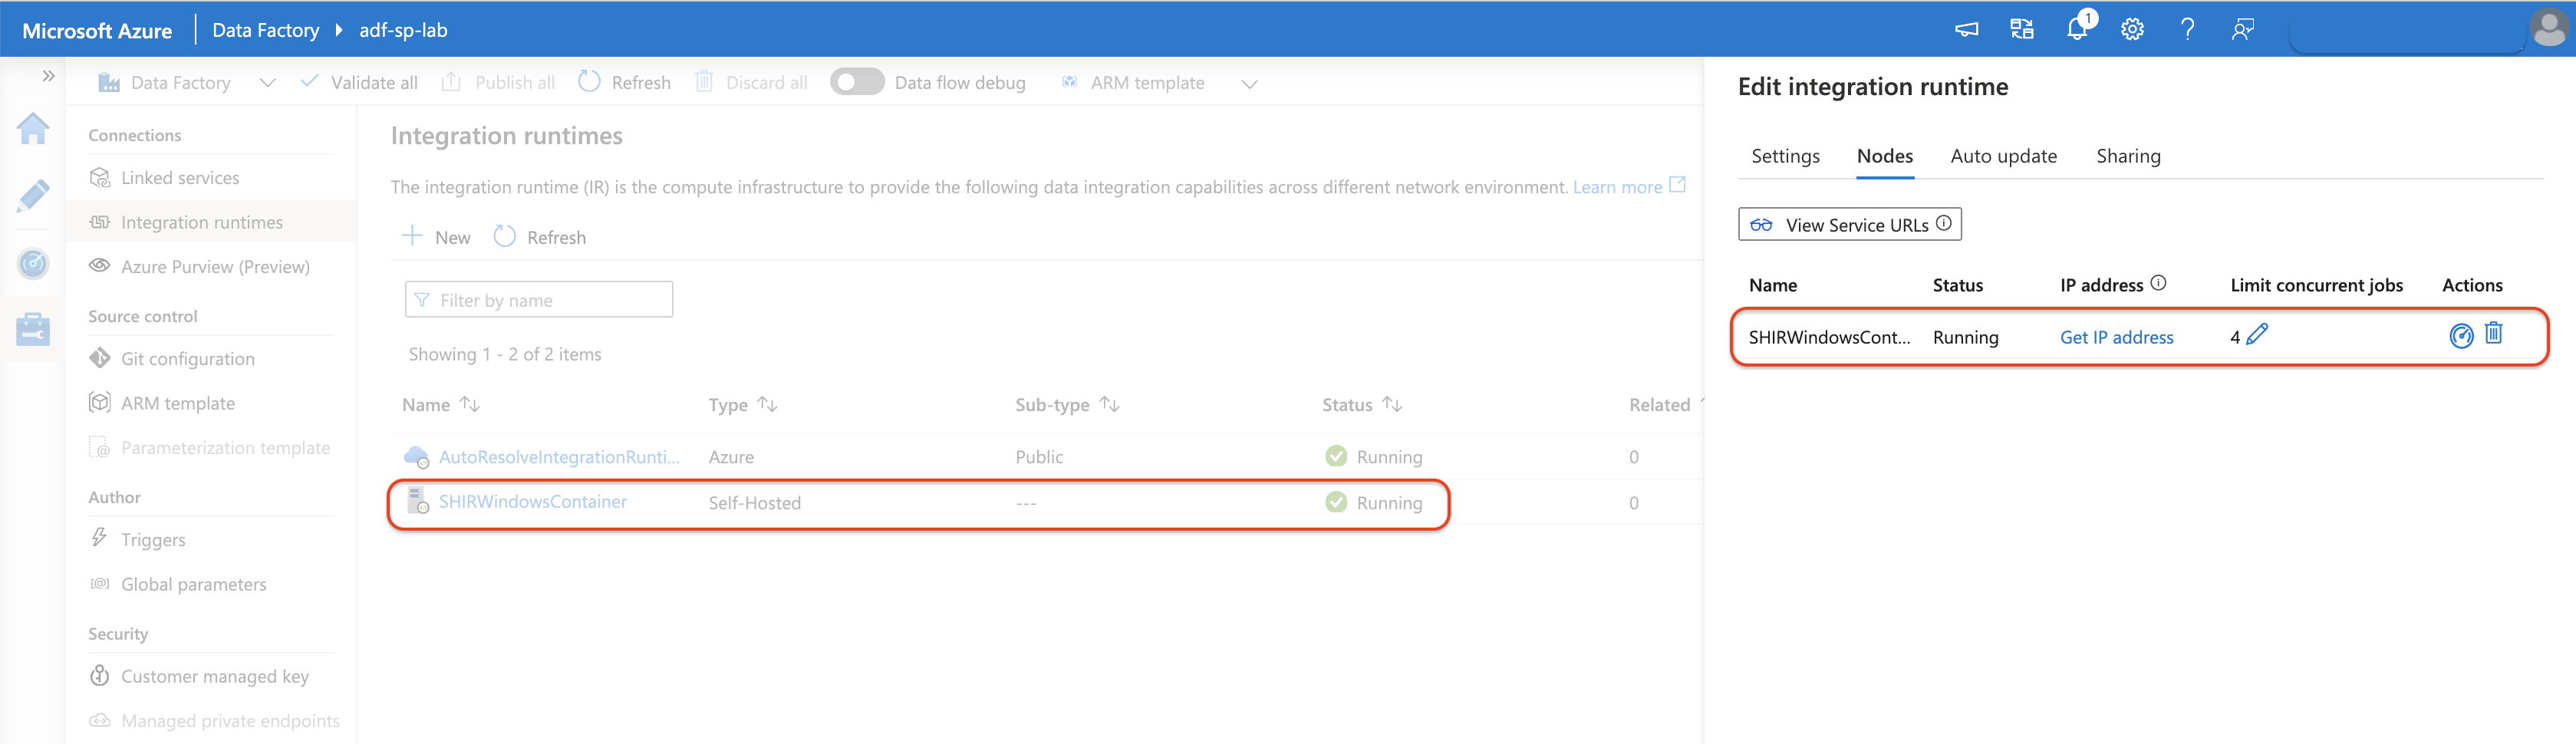 Microsoft Azure Data Factory adf-sp-lab 1
Data Factory Validate all Publish all Refresh Discard all Data flow debug ARM template
Connections
Linked services
Integration runtimes
Azure Purview (Preview)
Source control
Git configuration
ARM template
Parameterization template
Author
Triggers
Global parameters
Security
Customer managed key
Managed private endpoints
Integration runtimes
The integration runtime (IR) is the compute infrastructure to provide the following data integration capabilities across different network environment. Learn more
New Refresh
Filter by name
Showing 1 - 2 of 2 items
Name Type Sub-type Status Related
AutoResolveIntegrationRunti... Azure Public Running 0
SHIRWindowsContainer Self-Hosted --- Running 0
Edit integration runtime
Settings Nodes Auto update Sharing
View Service URLs
Name Status IP address Limit concurrent jobs Actions
SHIRWindowsCont... Running Get IP address 4